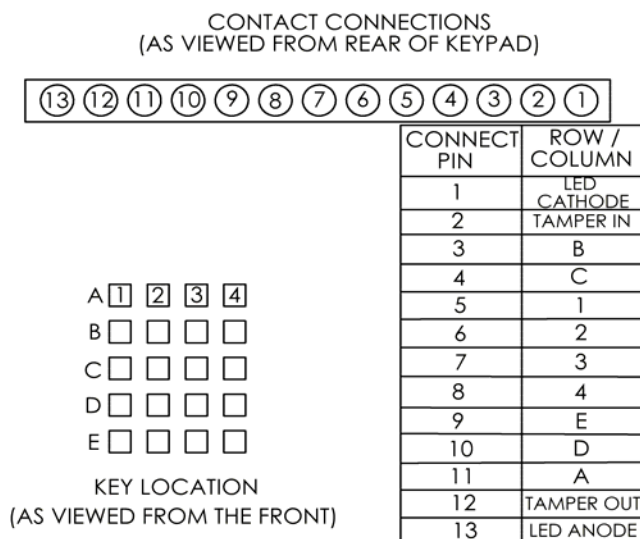 CONTACT CONNECTIONS
(AS VIEWED FROM REAR OF KEYPAD)
13 12 11 10 9 8 7 6 5 4 3 2 1
CONNECT PIN ROW / COLUMN
1 LED CATHODE
2 TAMPER IN
3 B
4 C
5 1
6 2
7 3
8 4
9 E
10 D
11 A
12 TAMPER OUT
13 LED ANODE
A 1 2 3 4
B
C
D
E
KEY LOCATION
(AS VIEWED FROM THE FRONT)